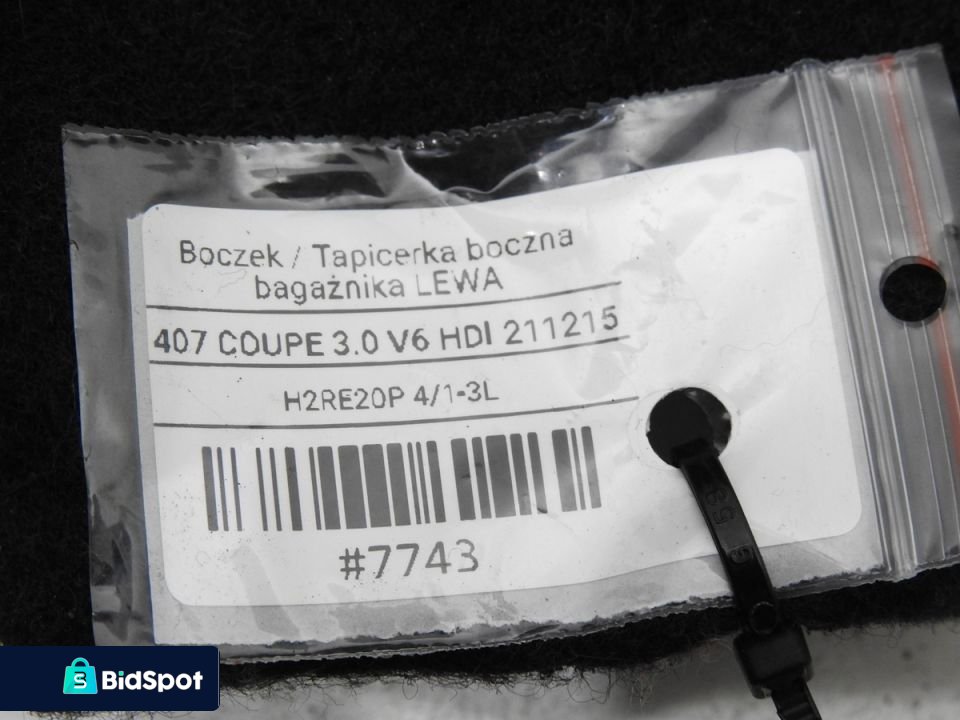 Boczek / Tapicerka boczna
bagażnika LEWA
407 COUPE 3.0 V6 HDI 211215
H2RE20P 4/1-3L
#7743
BidSpot